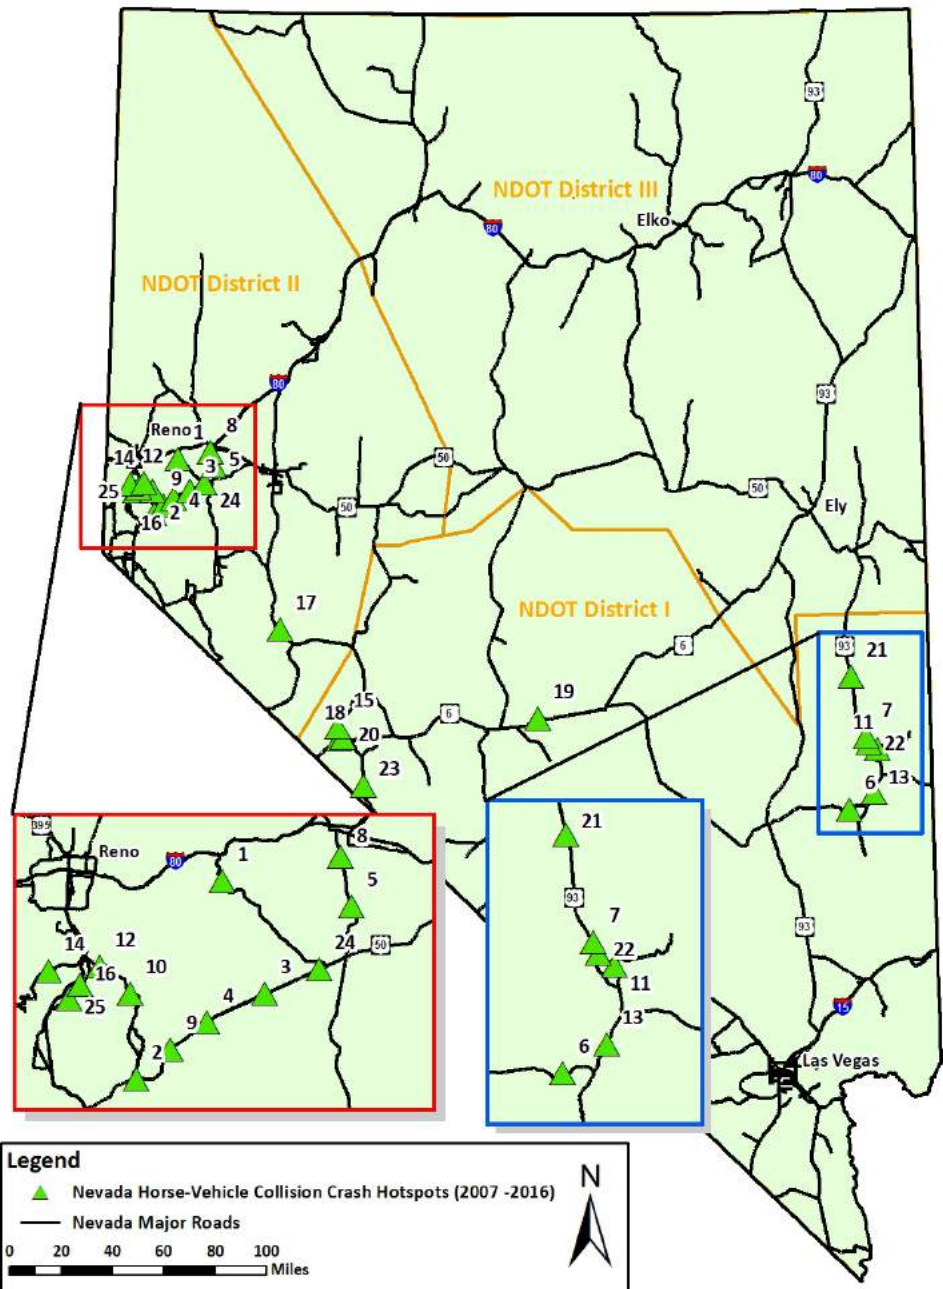 93
80
NDOT District III
Elko
80
NDOT District II
80
93
Reno 1 8
50
14 12 3 5
9
25 4 24
2
16
50
50
Ely
17
NDOT District I
6
93 21
15 19
18 6
20
7
11
22
23
6 13
395
Reno
80
1
8
5
14 12
16 10
25
24
50
3
4
9
2
21
93
7
22
11
13
6
93
15
Las Vegas
Legend
Nevada Horse-Vehicle Collision Crash Hotspots (2007 -2016)
Nevada Major Roads
0 20 40 60 80 100
Miles
N